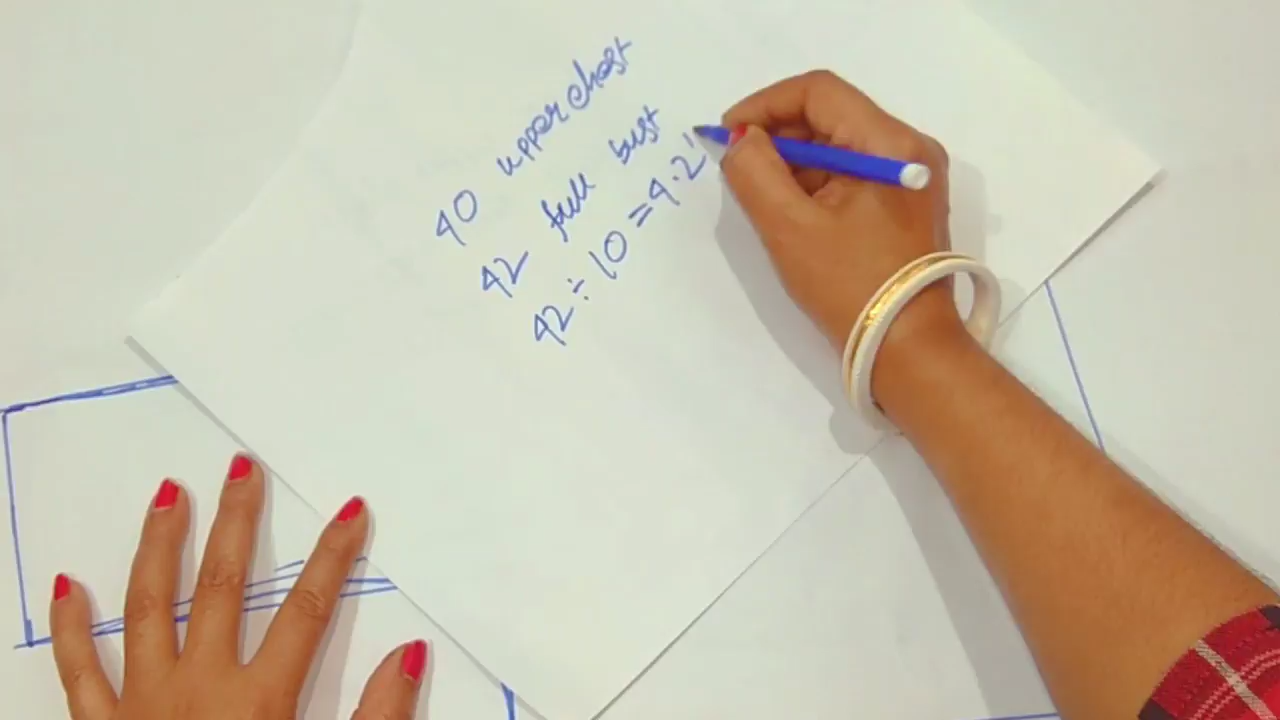 40 upper chest
42 full bust
42 ÷ 10 = 4.2'